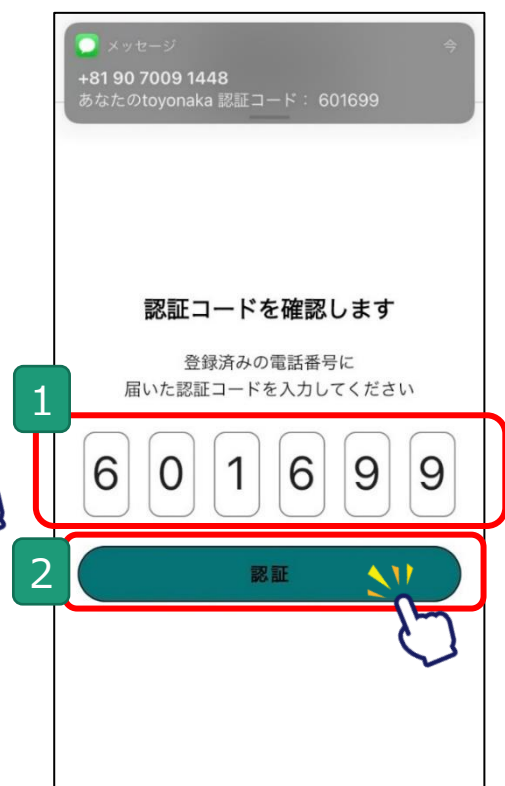 メッセージ 今
+81 90 7009 1448
あなたのtoyonaka 認証コード： 601699
認証コードを確認します
登録済みの電話番号に
届いた認証コードを入力してください
1
6 0 1 6 9 9
2
認証